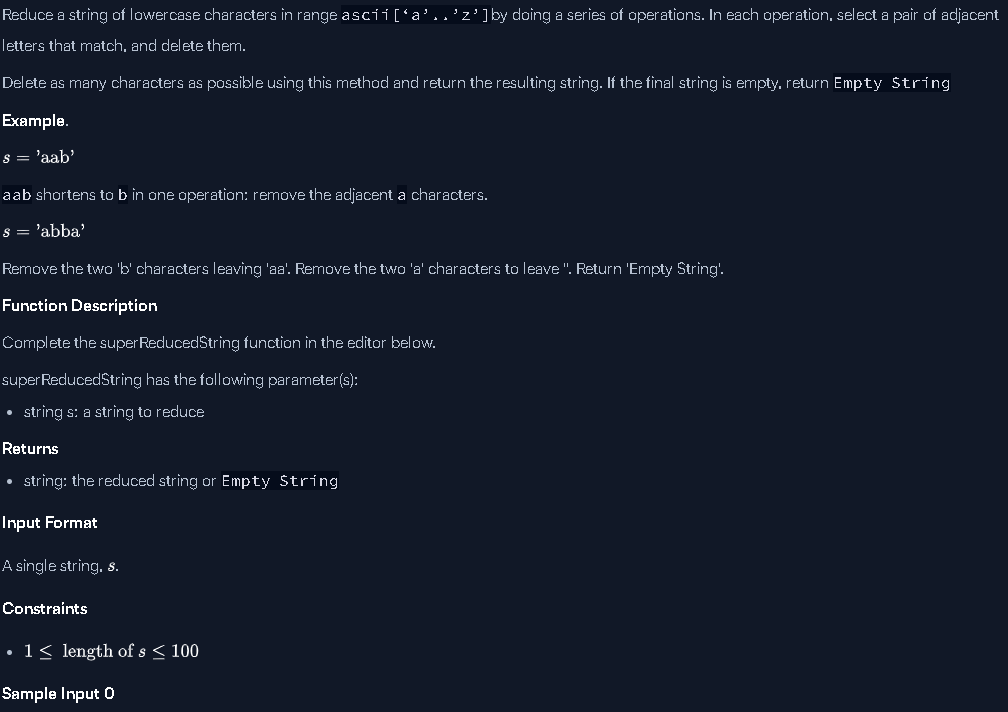 Reduce a string of lowercase characters in range ascii[‘a’..’z’]by doing a series of operations. In each operation, select a pair of adjacent
letters that match, and delete them.
Delete as many characters as possible using this method and return the resulting string. If the final string is empty, return Empty String
Example.
s = ’aab’
aab shortens to b in one operation: remove the adjacent a characters.
s = ’abba’
Remove the two 'b' characters leaving 'aa'. Remove the two 'a' characters to leave ''. Return 'Empty String'.
Function Description
Complete the superReducedString function in the editor below.
superReducedString has the following parameter(s):
• string s: a string to reduce
Returns
• string: the reduced string or Empty String
Input Format
A single string, s.
Constraints
• 1 ≤ length of s ≤ 100
Sample Input 0